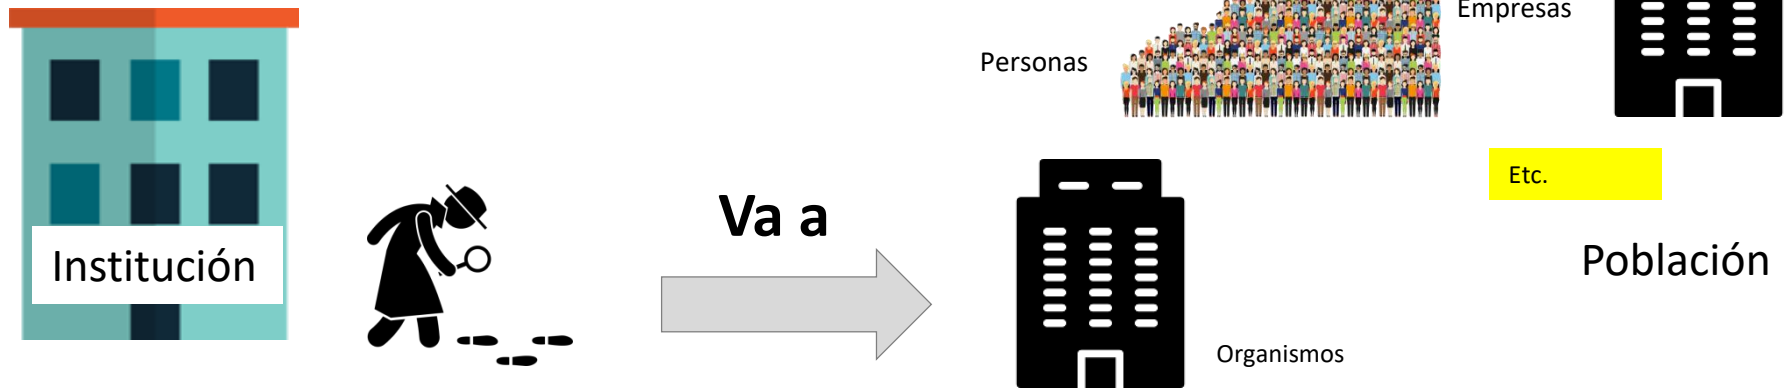 Empresas
Personas
Etc.
Va a
Institución
Población
Organismos